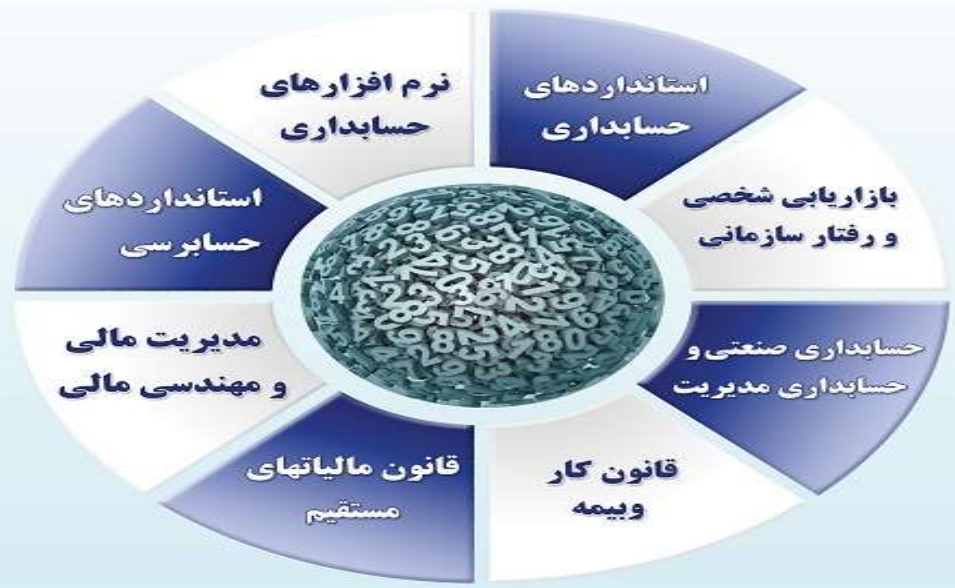 استانداردهای
حسابداری
بازاریابی شخصی
و رفتار سازمانی
حسابداری صنعتی و
حسابداری مدیریت
قانون کار
وبیمه
قانون مالیاتهای
مستقیم
مدیریت مالی
و مهندسی مالی
استانداردهای
حسابرسی
نرم افزارهای
حسابداری